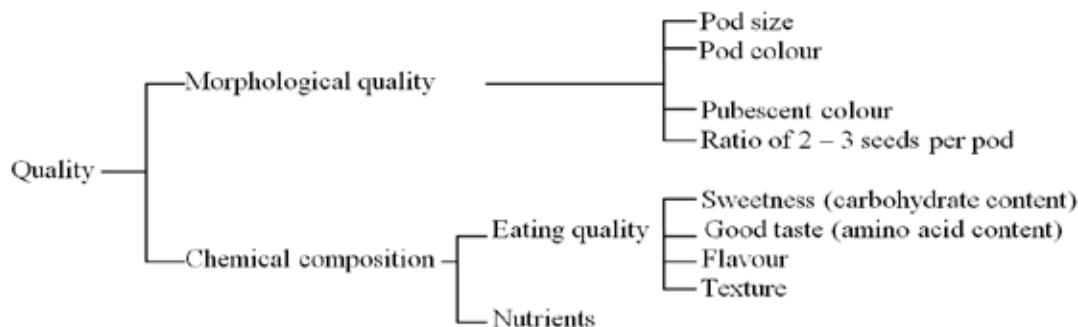 Pod size
Pod colour
Morphological quality
Pubescent colour
Ratio of 2 – 3 seeds per pod
Quality
Sweetness (carbohydrate content)
Eating quality
Good taste (amino acid content)
Chemical composition
Flavour
Texture
Nutrients